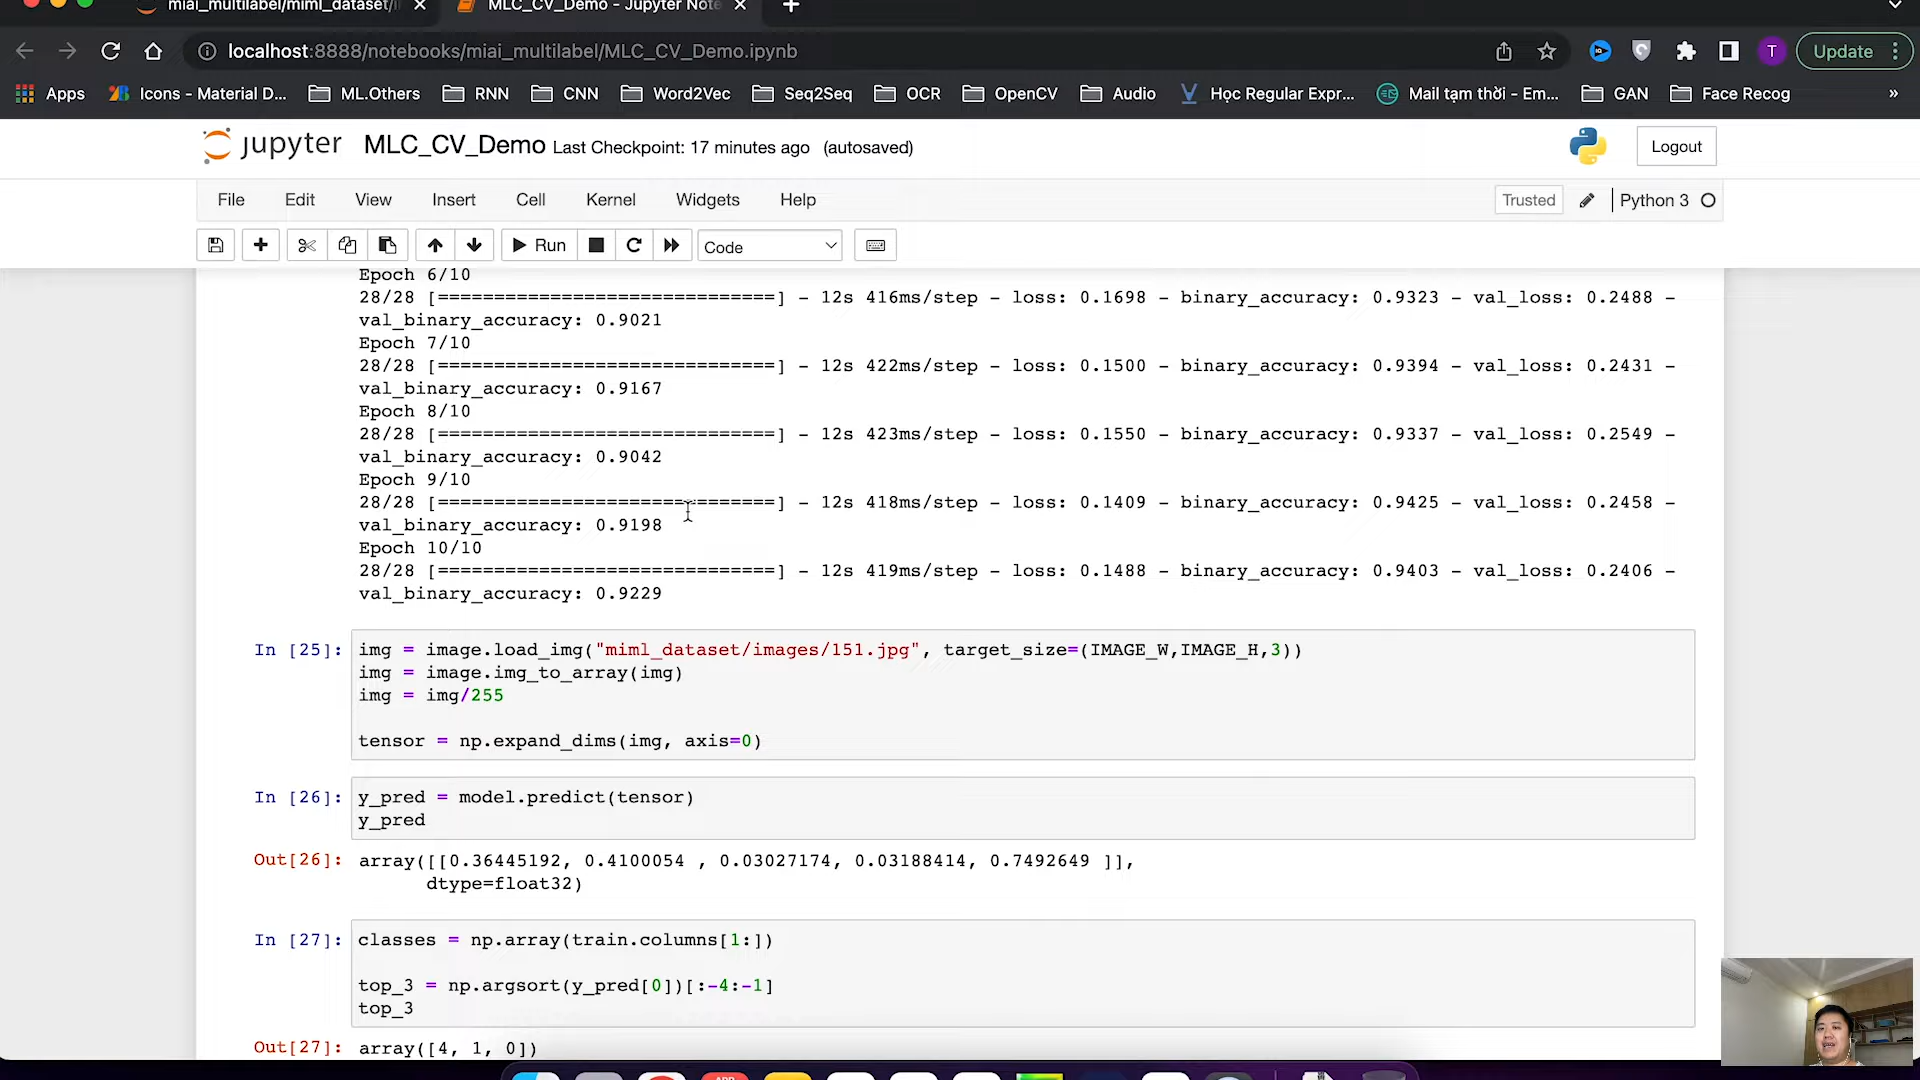 miai_multilabel/miml_dataset/i
MLC_CV_Demo - Jupyter Note
localhost:8888/notebooks/miai_multilabel/MLC_CV_Demo.ipynb
T
Update
Apps
Icons - Material D...
ML.Others
RNN
CNN
Word2Vec
Seq2Seq
OCR
OpenCV
Audio
Học Regular Expr...
Mail tạm thời - Em...
GAN
Face Recog
»
jupyter
MLC_CV_Demo Last Checkpoint: 17 minutes ago (autosaved)
Logout
File Edit View Insert Cell Kernel Widgets Help
Trusted
Python 3
Run
Code
Epoch 6/10
28/28 [==============================] - 12s 416ms/step - loss: 0.1698 - binary_accuracy: 0.9323 - val_loss: 0.2488 -
val_binary_accuracy: 0.9021
Epoch 7/10
28/28 [==============================] - 12s 422ms/step - loss: 0.1500 - binary_accuracy: 0.9394 - val_loss: 0.2431 -
val_binary_accuracy: 0.9167
Epoch 8/10
28/28 [==============================] - 12s 423ms/step - loss: 0.1550 - binary_accuracy: 0.9337 - val_loss: 0.2549 -
val_binary_accuracy: 0.9042
Epoch 9/10
28/28 [==============================] - 12s 418ms/step - loss: 0.1409 - binary_accuracy: 0.9425 - val_loss: 0.2458 -
val_binary_accuracy: 0.9198
Epoch 10/10
28/28 [==============================] - 12s 419ms/step - loss: 0.1488 - binary_accuracy: 0.9403 - val_loss: 0.2406 -
val_binary_accuracy: 0.9229
In [25]: img = image.load_img("miml_dataset/images/151.jpg", target_size=(IMAGE_W,IMAGE_H,3))
img = image.img_to_array(img)
img = img/255
tensor = np.expand_dims(img, axis=0)
In [26]: y_pred = model.predict(tensor)
y_pred
Out[26]: array([[0.36445192, 0.4100054 , 0.03027174, 0.03188414, 0.7492649 ]],
dtype=float32)
In [27]: classes = np.array(train.columns[1:])
top_3 = np.argsort(y_pred[0])[:-4:-1]
top_3
Out[27]: array([4, 1, 0])